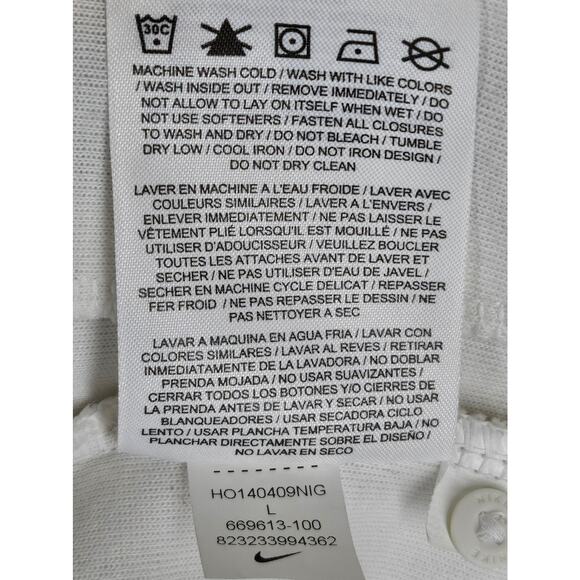 30C
MACHINE WASH COLD / WASH WITH LIKE COLORS
/ WASH INSIDE OUT / REMOVE IMMEDIATELY / DO
NOT ALLOW TO LAY ON ITSELF WHEN WET / DO
NOT USE SOFTENERS / FASTEN ALL CLOSURES
TO WASH AND DRY / DO NOT BLEACH / TUMBLE
DRY LOW / COOL IRON / DO NOT IRON DESIGN /
DO NOT DRY CLEAN
LAVER EN MACHINE A L'EAU FROIDE / LAVER AVEC
COULEURS SIMILAIRES / LAVER A L'ENVERS /
ENLEVER IMMEDIATEMENT / NE PAS LAISSER LE
VÊTEMENT PLIÉ LORSQU'IL EST MOUILLÉ / NE PAS
UTILISER D'ADOUCISSEUR / VEUILLEZ BOUCLER
TOUTES LES ATTACHES AVANT DE LAVER ET
SECHER / NE PAS UTILISER D'EAU DE JAVEL /
SECHER EN MACHINE CYCLE DELICAT / REPASSER
FER FROID / NE PAS REPASSER LE DESSIN / NE
PAS NETTOYER A SEC
LAVAR A MAQUINA EN AGUA FRIA / LAVAR CON
COLORES SIMILARES / LAVAR AL REVES / RETIRAR
INMEDIATAMENTE DE LA LAVADORA / NO DOBLAR
PRENDA MOJADA / NO USAR SUAVIZANTES /
CERRAR TODOS LOS BOTONES Y/O CIERRES DE
LA PRENDA ANTES DE LAVAR Y SECAR / NO USAR
BLANQUEADORES / USAR SECADORA CICLO
LENTO / USAR PLANCHA TEMPERATURA BAJA / NO
PLANCHAR DIRECTAMENTE SOBRE EL DISEÑO /
NO LAVAR EN SECO
HO140409NIG
L
669613-100
823233994362